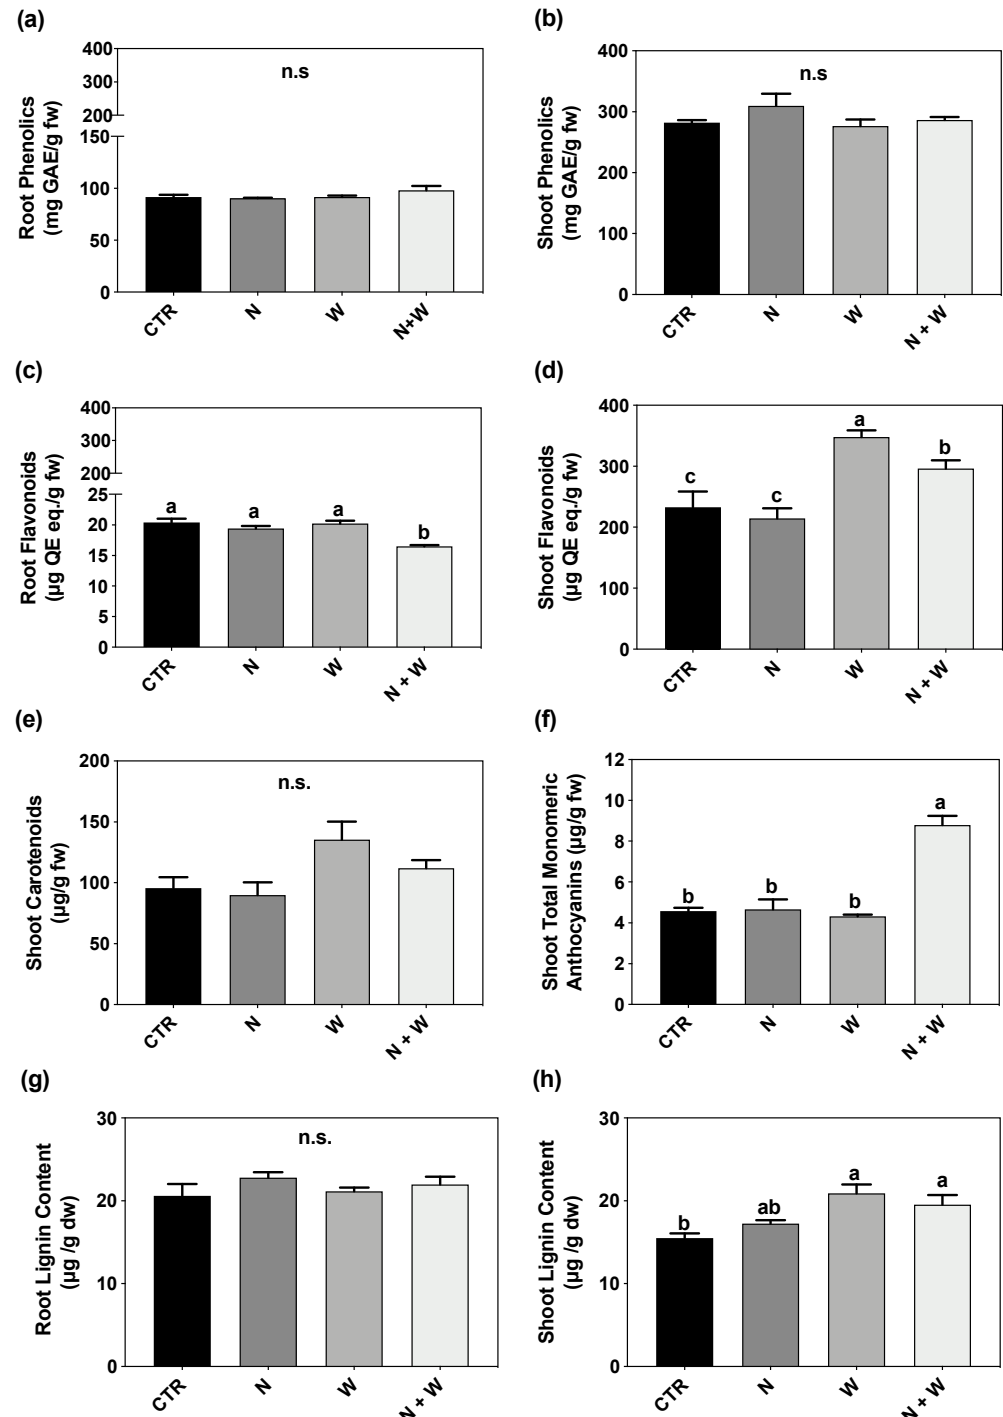 (a)
Root Phenolics
(mg GAE/g fw)
400
300
200
150
100
50
0
n.s
CTR
N
W
N+W
(b)
Shoot Phenolics
(mg GAE/g fw)
400
300
200
100
0
n.s
CTR
N
W
N + W
(c)
Root Flavonoids
(µg QE eq./g fw)
400
300
200
25
20
15
10
5
0
a
a
a
b
CTR
N
W
N + W
(d)
Shoot Flavonoids
(µg QE eq./g fw)
400
300
200
100
0
c
c
a
b
CTR
N
W
N + W
(e)
Shoot Carotenoids
(µg/g fw)
200
150
100
50
0
n.s.
CTR
N
W
N + W
(f)
Shoot Total Monomeric
Anthocyanins (µg/g fw)
12
10
8
6
4
2
0
b
b
b
a
CTR
N
W
N + W
(g)
Root Lignin Content
(µg /g dw)
30
20
10
0
n.s.
CTR
N
W
N + W
(h)
Shoot Lignin Content
(µg /g dw)
30
20
10
0
b
ab
a
a
CTR
N
W
N + W